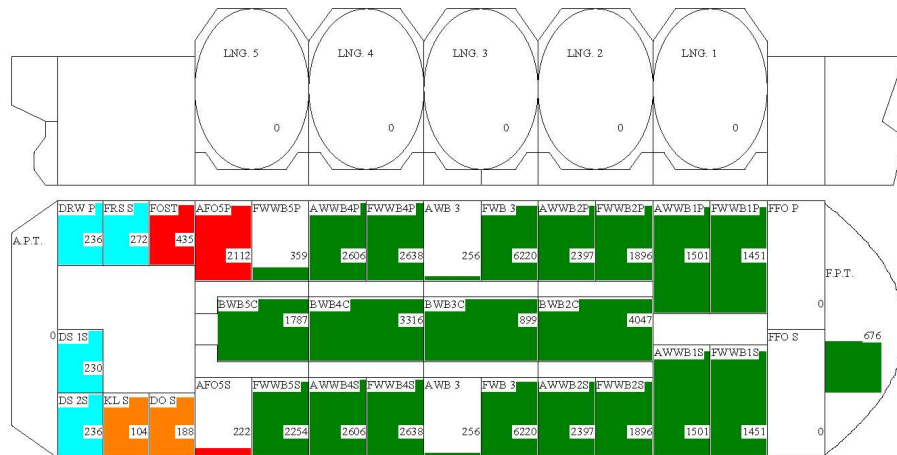 LNG. 5 LNG. 4 LNG. 3 LNG. 2 LNG. 1
0 0 0 0 0
DRW P FRS S FOST AFO5P FWWB5P AWWB4P FWWB4P AWB 3 FWB 3 AWWB2P FWWB2P AWWB1P FWWB1P FFO P
A.P.T.
236 272 435 2112 359 2606 2638 256 6220 2397 1896 1501 1451
F.P.T.
BWB5C BWB4C BWB3C BWB2C
0
1787 3316 899 4047
0 DS 1S FFO S 676
AWWB1S FWWB1S
230
AFO5S FWWB5S AWWB4S FWWB4S AWB 3 FWB 3 AWWB2S FWWB2S
DS 2S KL S DO S
236 104 188 222 2254 2606 2638 256 6220 2397 1896 1501 1451 0